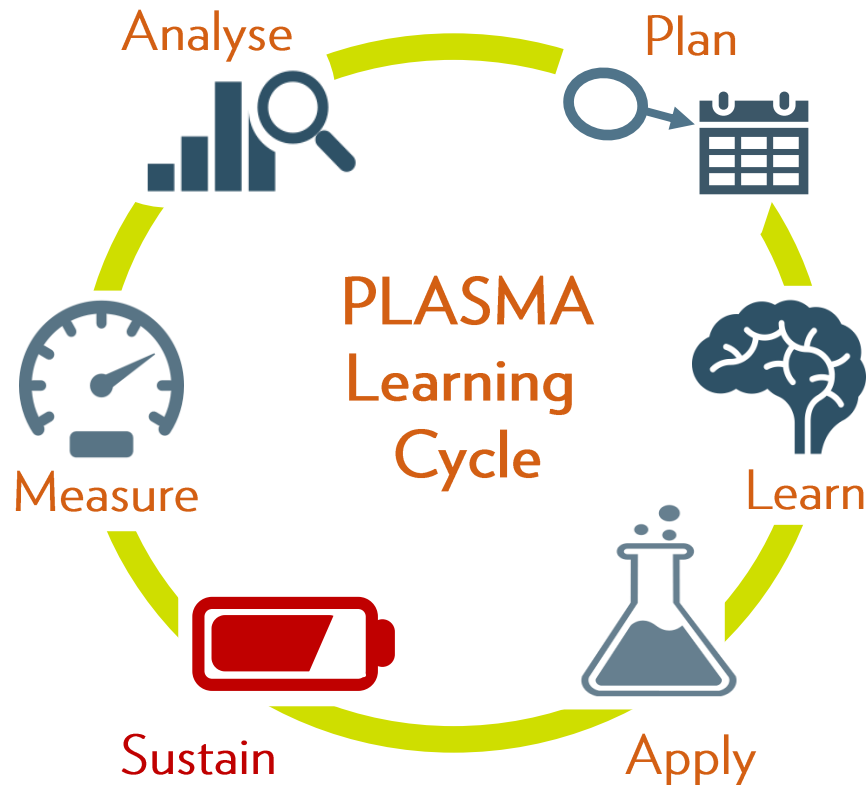 Analyse
Plan
PLASMA
Learning
Cycle
Measure
Learn
Sustain
Apply